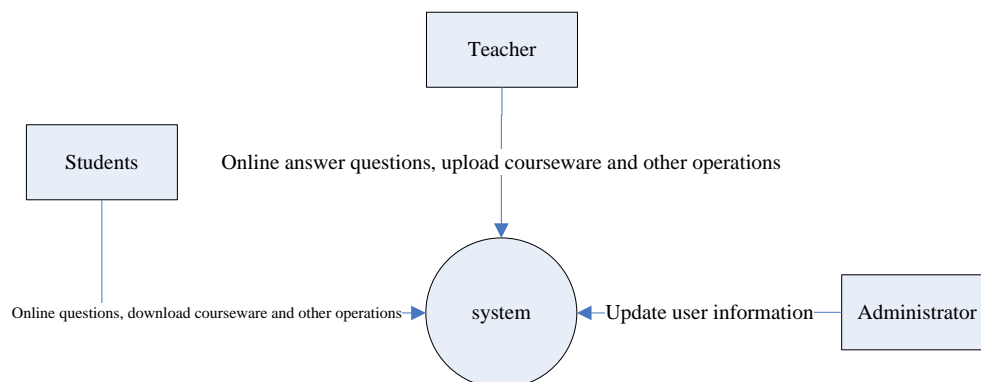 Teacher
Students
Online answer questions, upload courseware and other operations
Online questions, download courseware and other operations
system
Update user information
Administrator